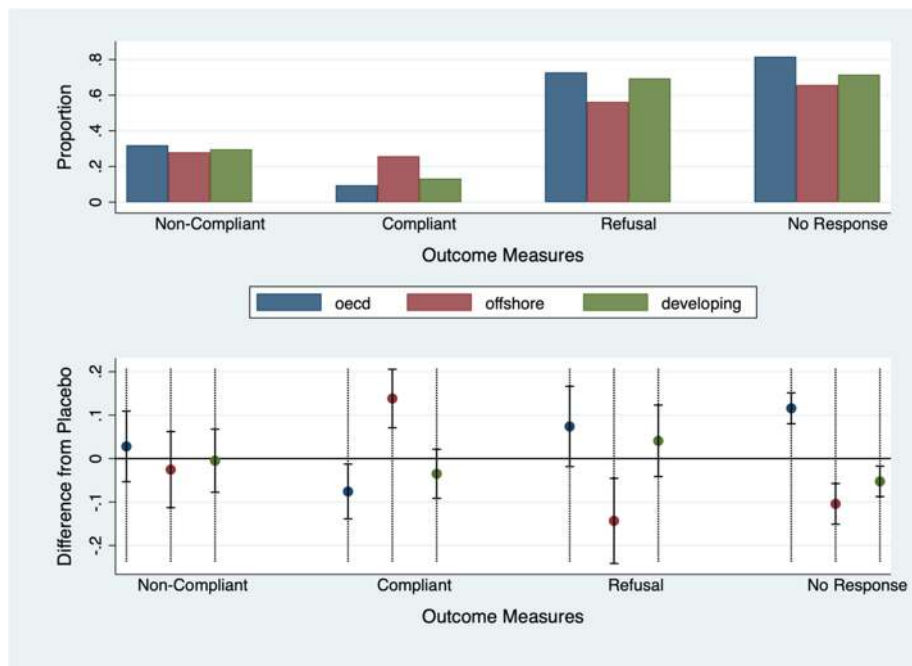 Proportion
.8
.6
.4
.2
0
Non-Compliant Compliant Refusal No Response
Outcome Measures
oecd offshore developing
Difference from Placebo
.2
.1
0
-.1
-.2
Non-Compliant Compliant Refusal No Response
Outcome Measures